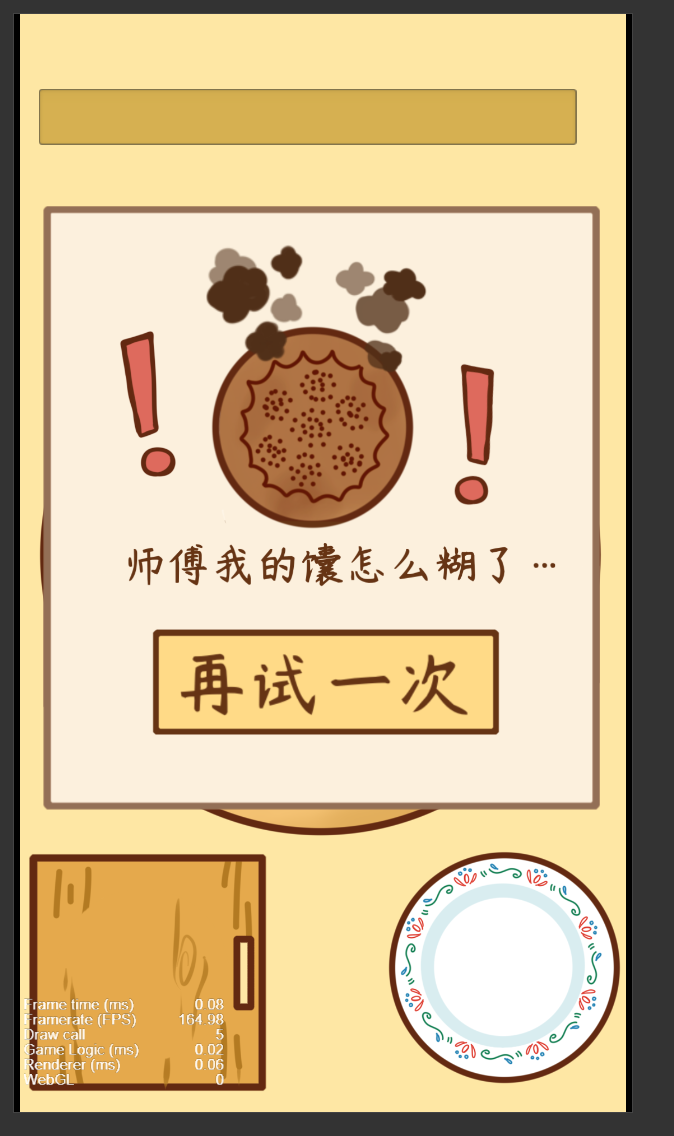 师傅我的馕怎么糊了 …
再试一次
Frame time (ms) 0.08
Framerate (FPS) 164.98
Draw call 5
Game Logic (ms) 0.02
Renderer (ms) 0.06
WebGL 0